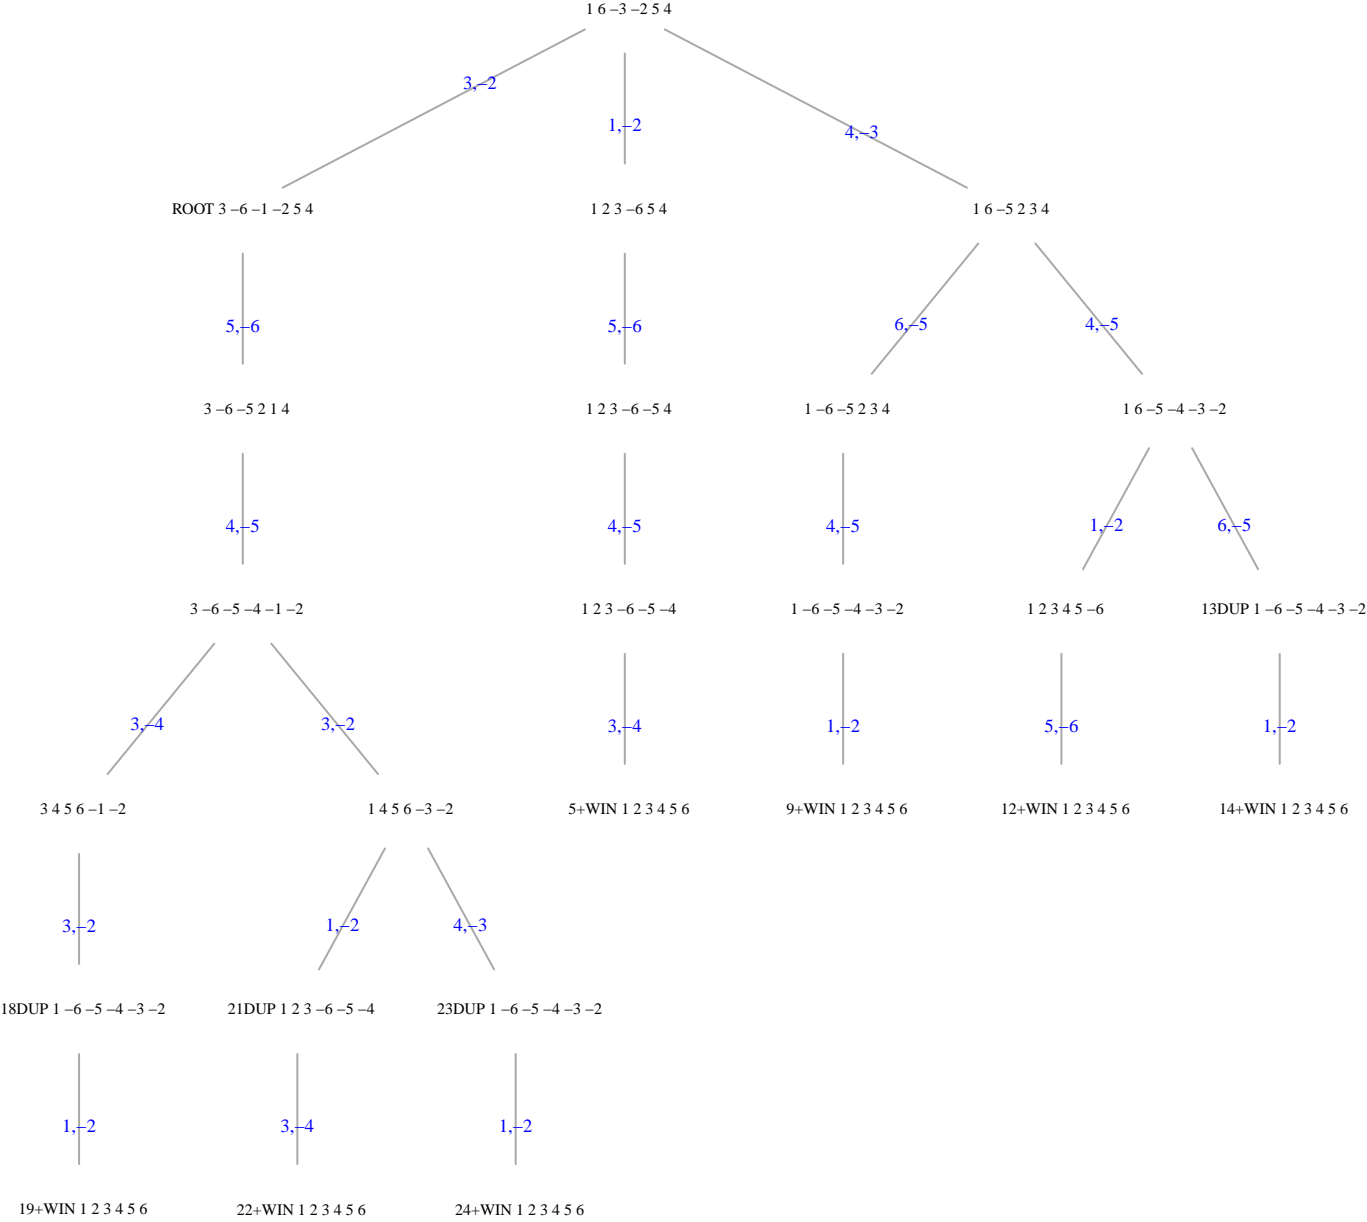 1 6 –3 –2 5 4
3,–2
1,–2
4,–3
ROOT 3 –6 –1 –2 5 4
1 2 3 –6 5 4
1 6 –5 2 3 4
5,–6
5,–6
6,–5
4,–5
3 –6 –5 2 1 4
1 2 3 –6 –5 4
1 –6 –5 2 3 4
1 6 –5 –4 –3 –2
4,–5
4,–5
4,–5
1,–2
6,–5
3 –6 –5 –4 –1 –2
1 2 3 –6 –5 –4
1 –6 –5 –4 –3 –2
1 2 3 4 5 –6
13DUP 1 –6 –5 –4 –3 –2
3,–4
3,–2
3,–4
1,–2
5,–6
1,–2
3 4 5 6 –1 –2
1 4 5 6 –3 –2
5+WIN 1 2 3 4 5 6
9+WIN 1 2 3 4 5 6
12+WIN 1 2 3 4 5 6
14+WIN 1 2 3 4 5 6
3,–2
1,–2
4,–3
18DUP 1 –6 –5 –4 –3 –2
21DUP 1 2 3 –6 –5 –4
23DUP 1 –6 –5 –4 –3 –2
1,–2
3,–4
1,–2
19+WIN 1 2 3 4 5 6
22+WIN 1 2 3 4 5 6
24+WIN 1 2 3 4 5 6